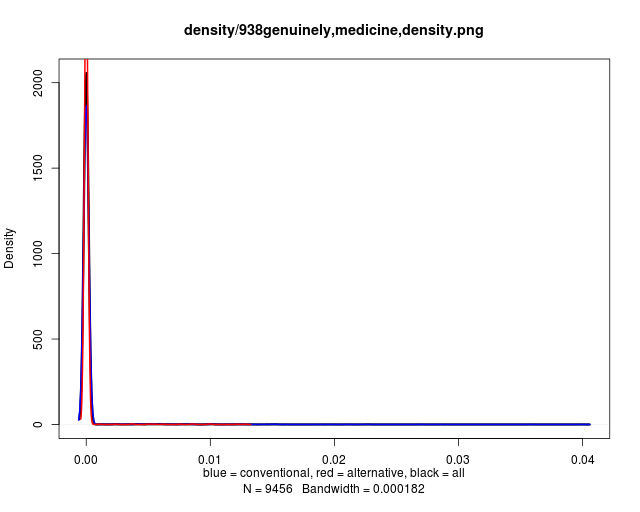 density/938genuinely,medicine,density.png
2000
1500
1000
500
0
Density
0.00 0.01 0.02 0.03 0.04
blue = conventional, red = alternative, black = all
N = 9456 Bandwidth = 0.000182